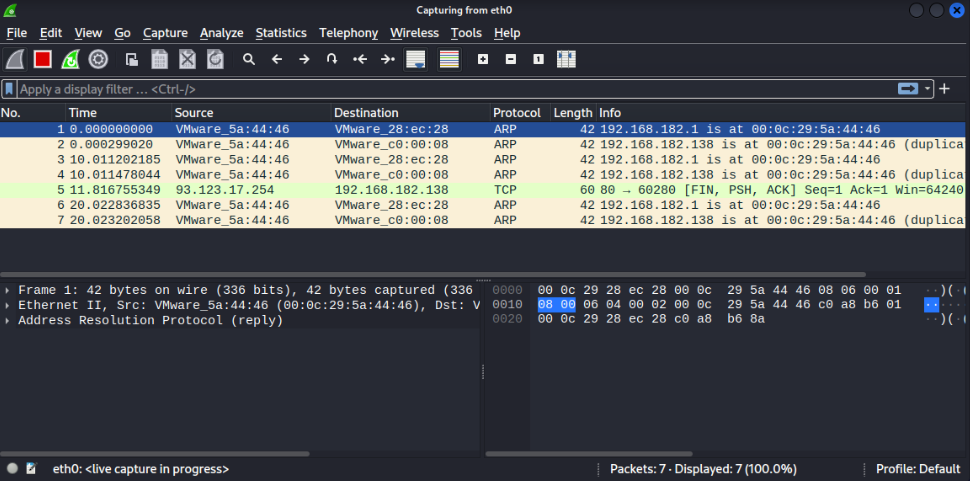 Capturing from eth0
File Edit View Go Capture Analyze Statistics Telephony Wireless Tools Help
Apply a display filter ... <Ctrl-/>
No. Time Source Destination Protocol Length Info
1 0.000000000 VMware_5a:44:46 VMware_28:ec:28 ARP 42 192.168.182.1 is at 00:0c:29:5a:44:46
2 0.000299020 VMware_5a:44:46 VMware_c0:00:08 ARP 42 192.168.182.138 is at 00:0c:29:5a:44:46 (duplica
3 10.011202185 VMware_5a:44:46 VMware_28:ec:28 ARP 42 192.168.182.1 is at 00:0c:29:5a:44:46
4 10.011478044 VMware_5a:44:46 VMware_c0:00:08 ARP 42 192.168.182.138 is at 00:0c:29:5a:44:46 (duplica
5 11.816755349 93.123.17.254 192.168.182.138 TCP 60 80 → 60280 [FIN, PSH, ACK] Seq=1 Ack=1 Win=64240
6 20.022836835 VMware_5a:44:46 VMware_28:ec:28 ARP 42 192.168.182.1 is at 00:0c:29:5a:44:46
7 20.023202058 VMware_5a:44:46 VMware_c0:00:08 ARP 42 192.168.182.138 is at 00:0c:29:5a:44:46 (duplica
Frame 1: 42 bytes on wire (336 bits), 42 bytes captured (336
Ethernet II, Src: VMware_5a:44:46 (00:0c:29:5a:44:46), Dst: V
Address Resolution Protocol (reply)
0000 00 0c 29 28 ec 28 00 0c 29 5a 44 46 08 06 00 01 ··)(·(
0010 08 00 06 04 00 02 00 0c 29 5a 44 46 c0 a8 b6 01 ····
0020 00 0c 29 28 ec 28 c0 a8 b6 8a ··)(·(
eth0: <live capture in progress>
Packets: 7 · Displayed: 7 (100.0%)
Profile: Default